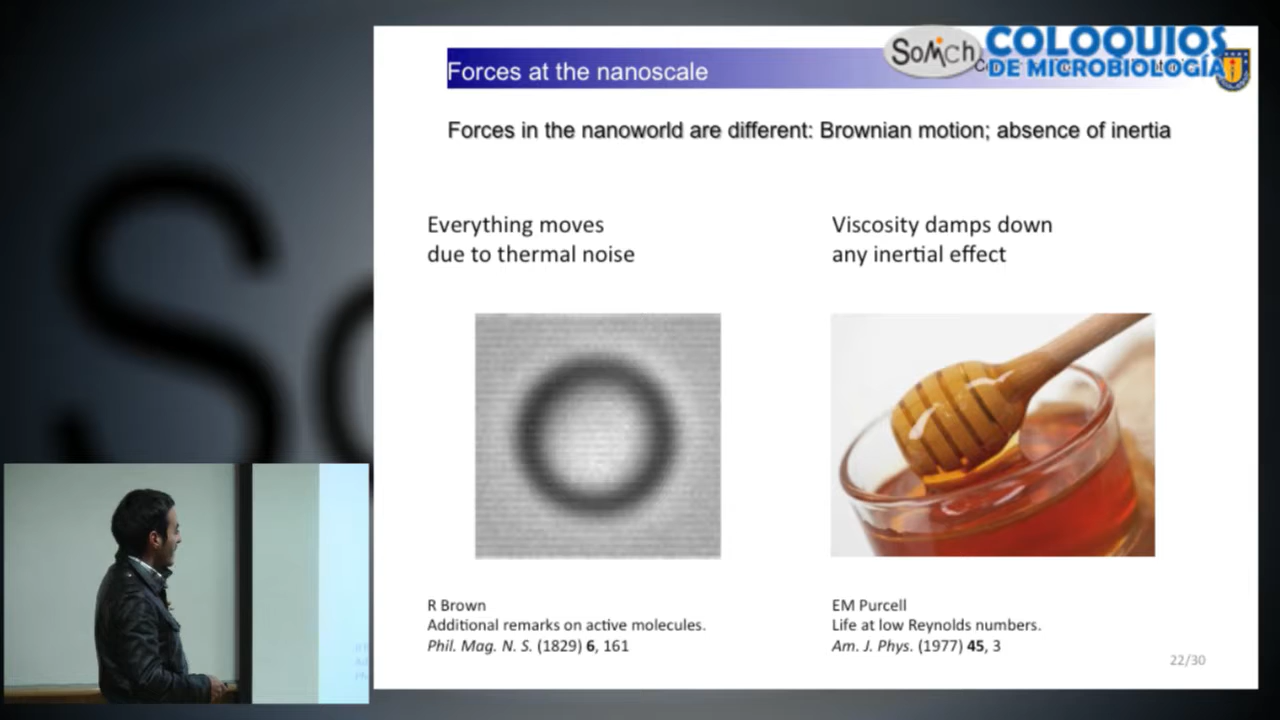 SoMich
COLOQUIOS
DE MICROBIOLOGÍA
Forces at the nanoscale
Forces in the nanoworld are different: Brownian motion; absence of inertia
Everything moves
due to thermal noise
Viscosity damps down
any inertial effect
R Brown
Additional remarks on active molecules.
Phil. Mag. N. S. (1829) 6, 161
EM Purcell
Life at low Reynolds numbers.
Am. J. Phys. (1977) 45, 3
22/30